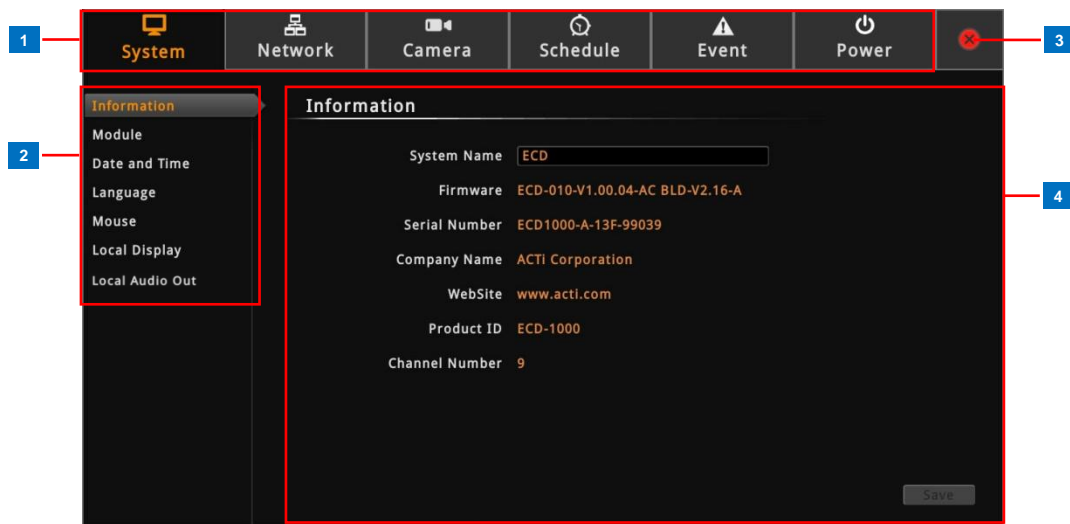 1
System Network Camera Schedule Event Power
3
2
Information
Module
Date and Time
Language
Mouse
Local Display
Local Audio Out
Information
System Name ECD
Firmware ECD-010-V1.00.04-AC BLD-V2.16-A
Serial Number ECD1000-A-13F-99039
Company Name ACTi Corporation
WebSite www.acti.com
Product ID ECD-1000
Channel Number 9
4
Save